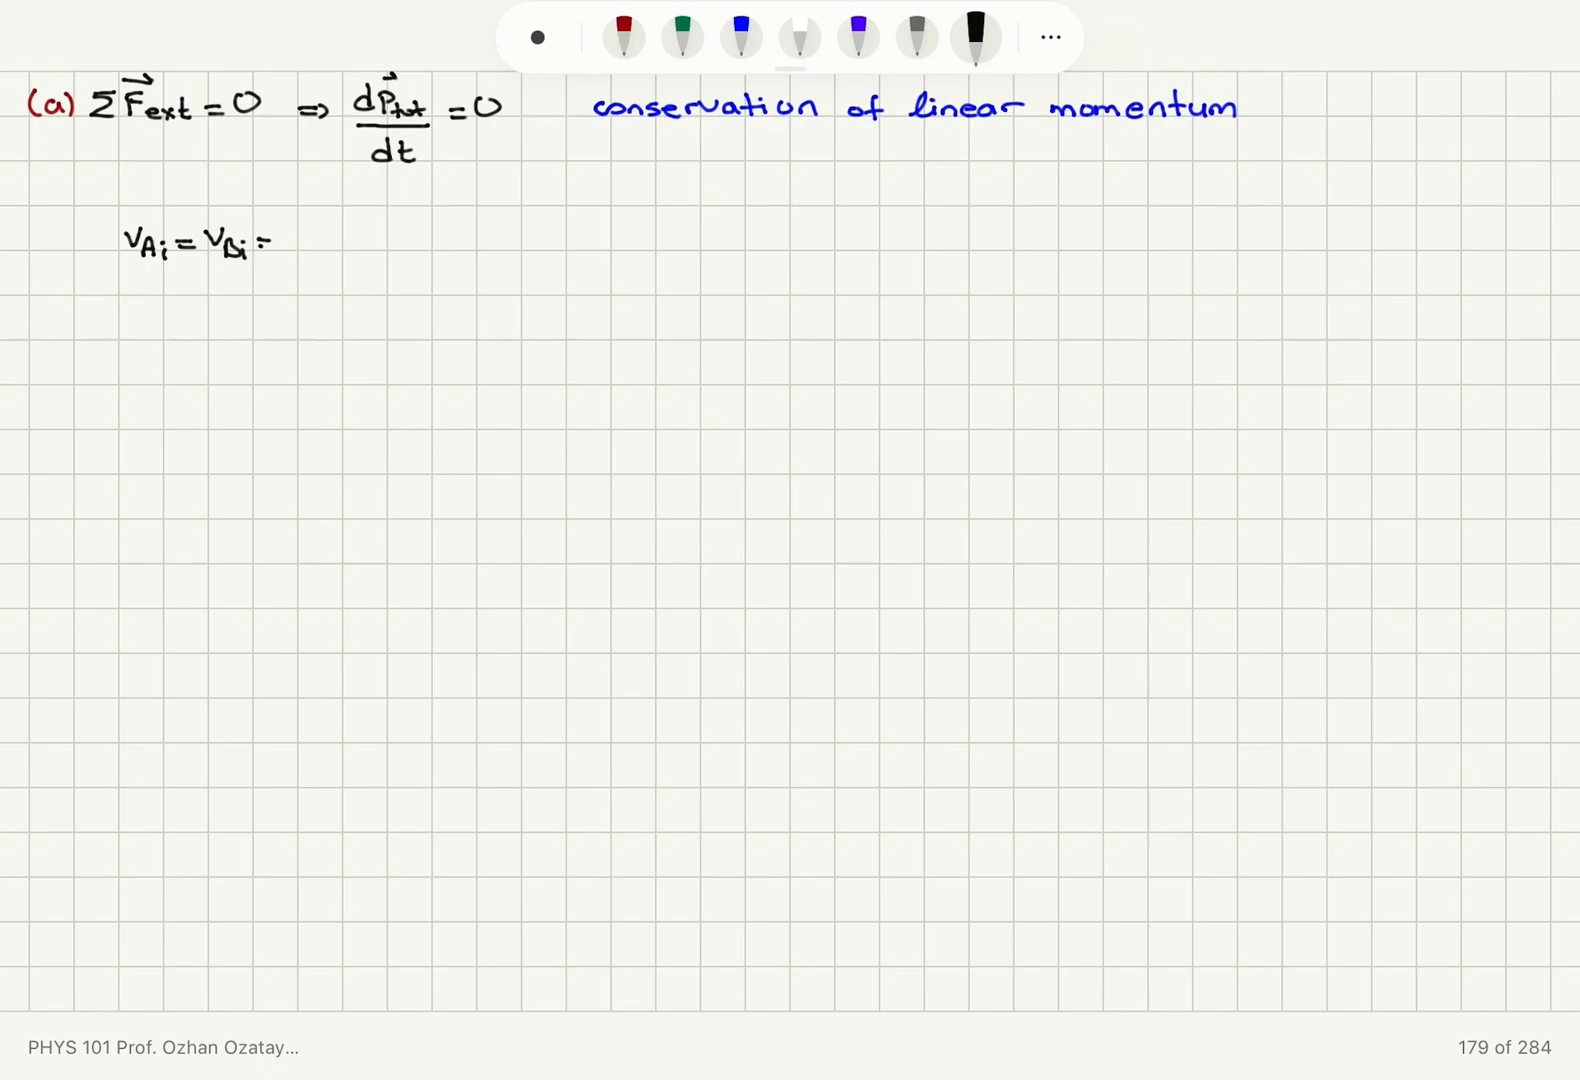 (a) Σ F⃗ext = 0 ⇒ dP⃗tot/dt = 0 conservation of linear momentum
vAi = vBi =
PHYS 101 Prof. Ozhan Ozatay...
179 of 284